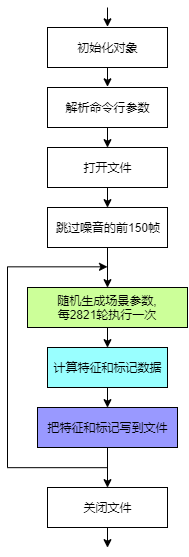 初始化对象
解析命令行参数
打开文件
跳过噪音的前150帧
随机生成场景参数,
每2821轮执行一次
计算特征和标记数据
把特征和标记写到文件
关闭文件